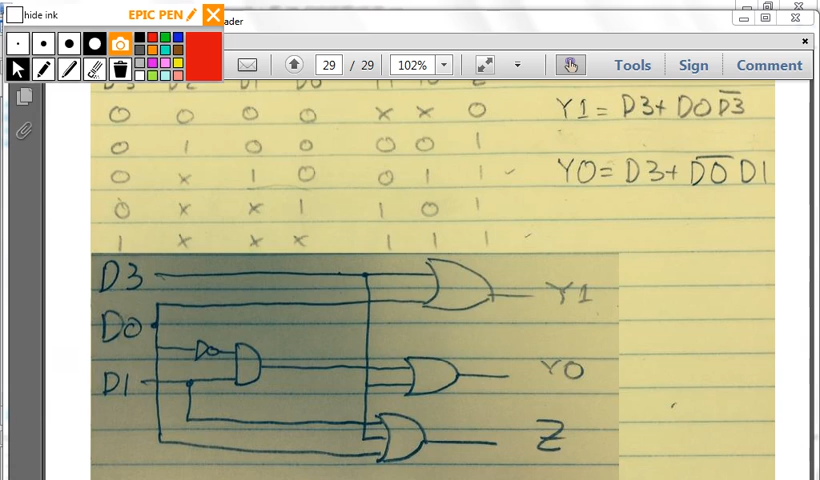 hide ink
EPIC PEN
ader
29 / 29
102%
Tools
Sign
Comment
D3 D2 D1 D0
0 0 0 0 x x 0
Y1 = D3+ D0 D̅3̅
0 1 0 0 0 0 1
0 x 1 0 0 1 1
Y0 = D3+ D̅0̅ D1
0 x x 1 1 0 1
1 x x x 1 1 1
D3
Y1
D0
Y0
D1
Z